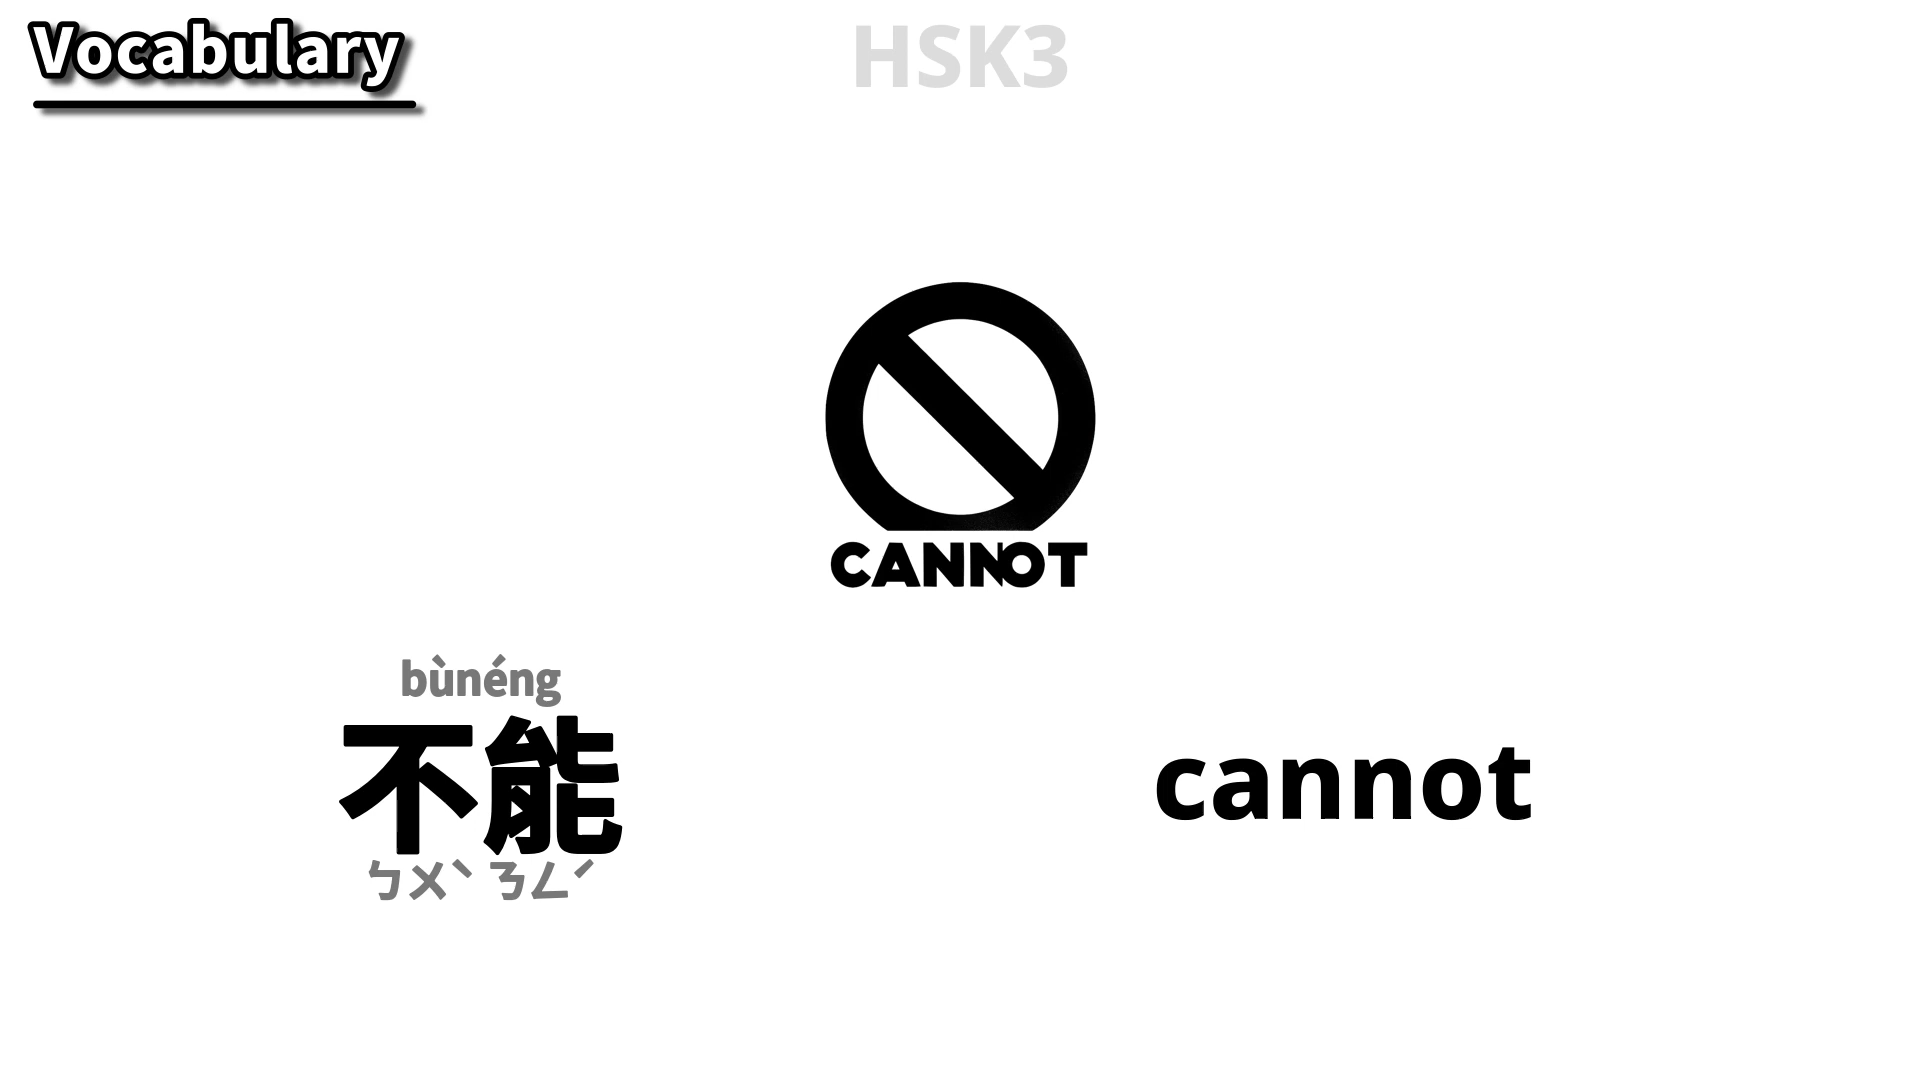 Vocabulary
HSK3
CANNOT
bùnéng
不能
ㄅㄨˋ ㄋㄥˊ
cannot